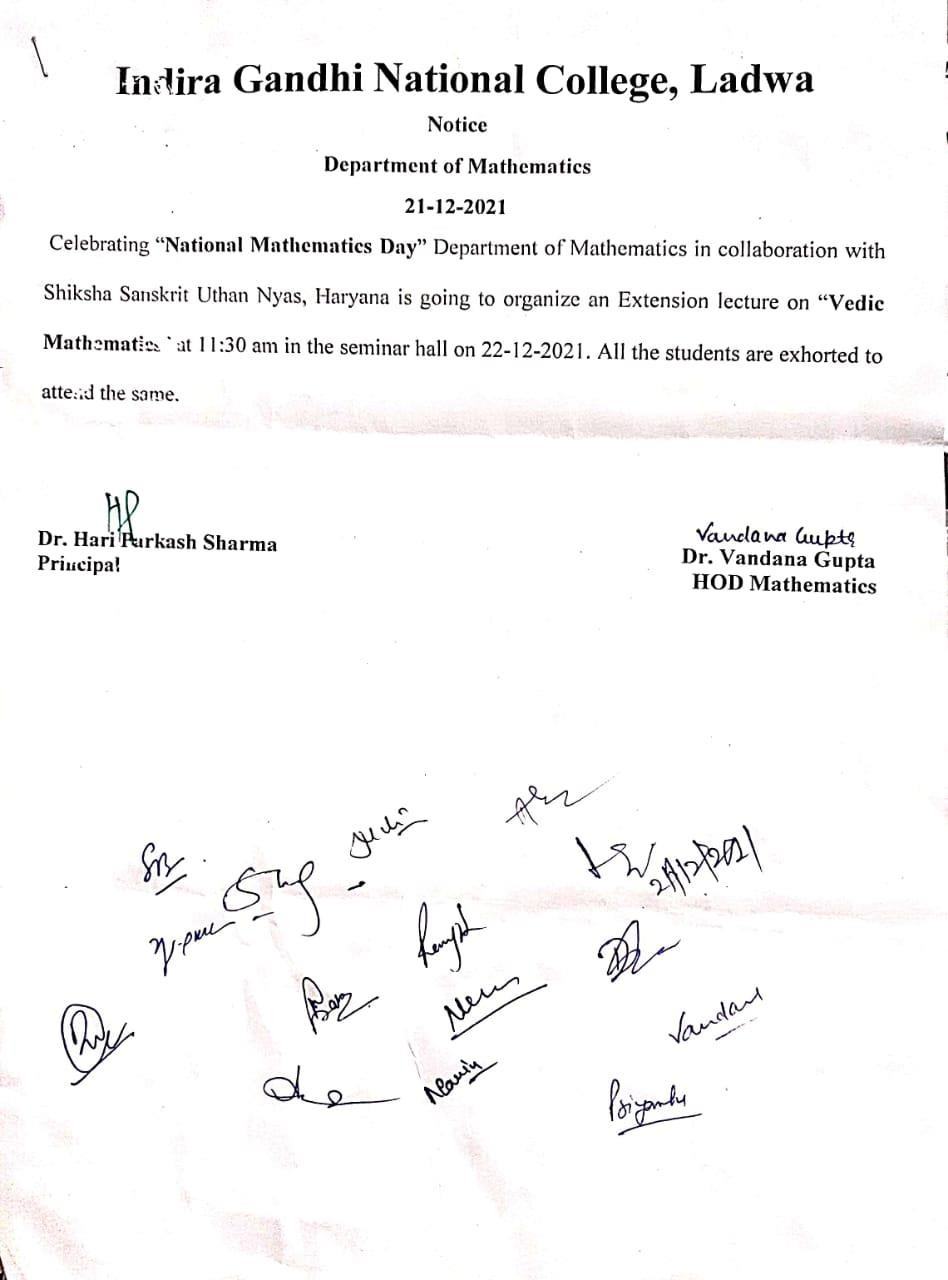 Indira Gandhi National College, Ladwa
Notice
Department of Mathematics
21-12-2021
Celebrating “National Mathematics Day” Department of Mathematics in collaboration with
Shiksha Sanskrit Uthan Nyas, Haryana is going to organize an Extension lecture on “Vedic
Mathematics” at 11:30 am in the seminar hall on 22-12-2021. All the students are exhorted to
attend the same.
Vandana Gupta
Dr. Hari Parkash Sharma
Dr. Vandana Gupta
Principal
HOD Mathematics
21/12/2021
Vandana
Priyanka